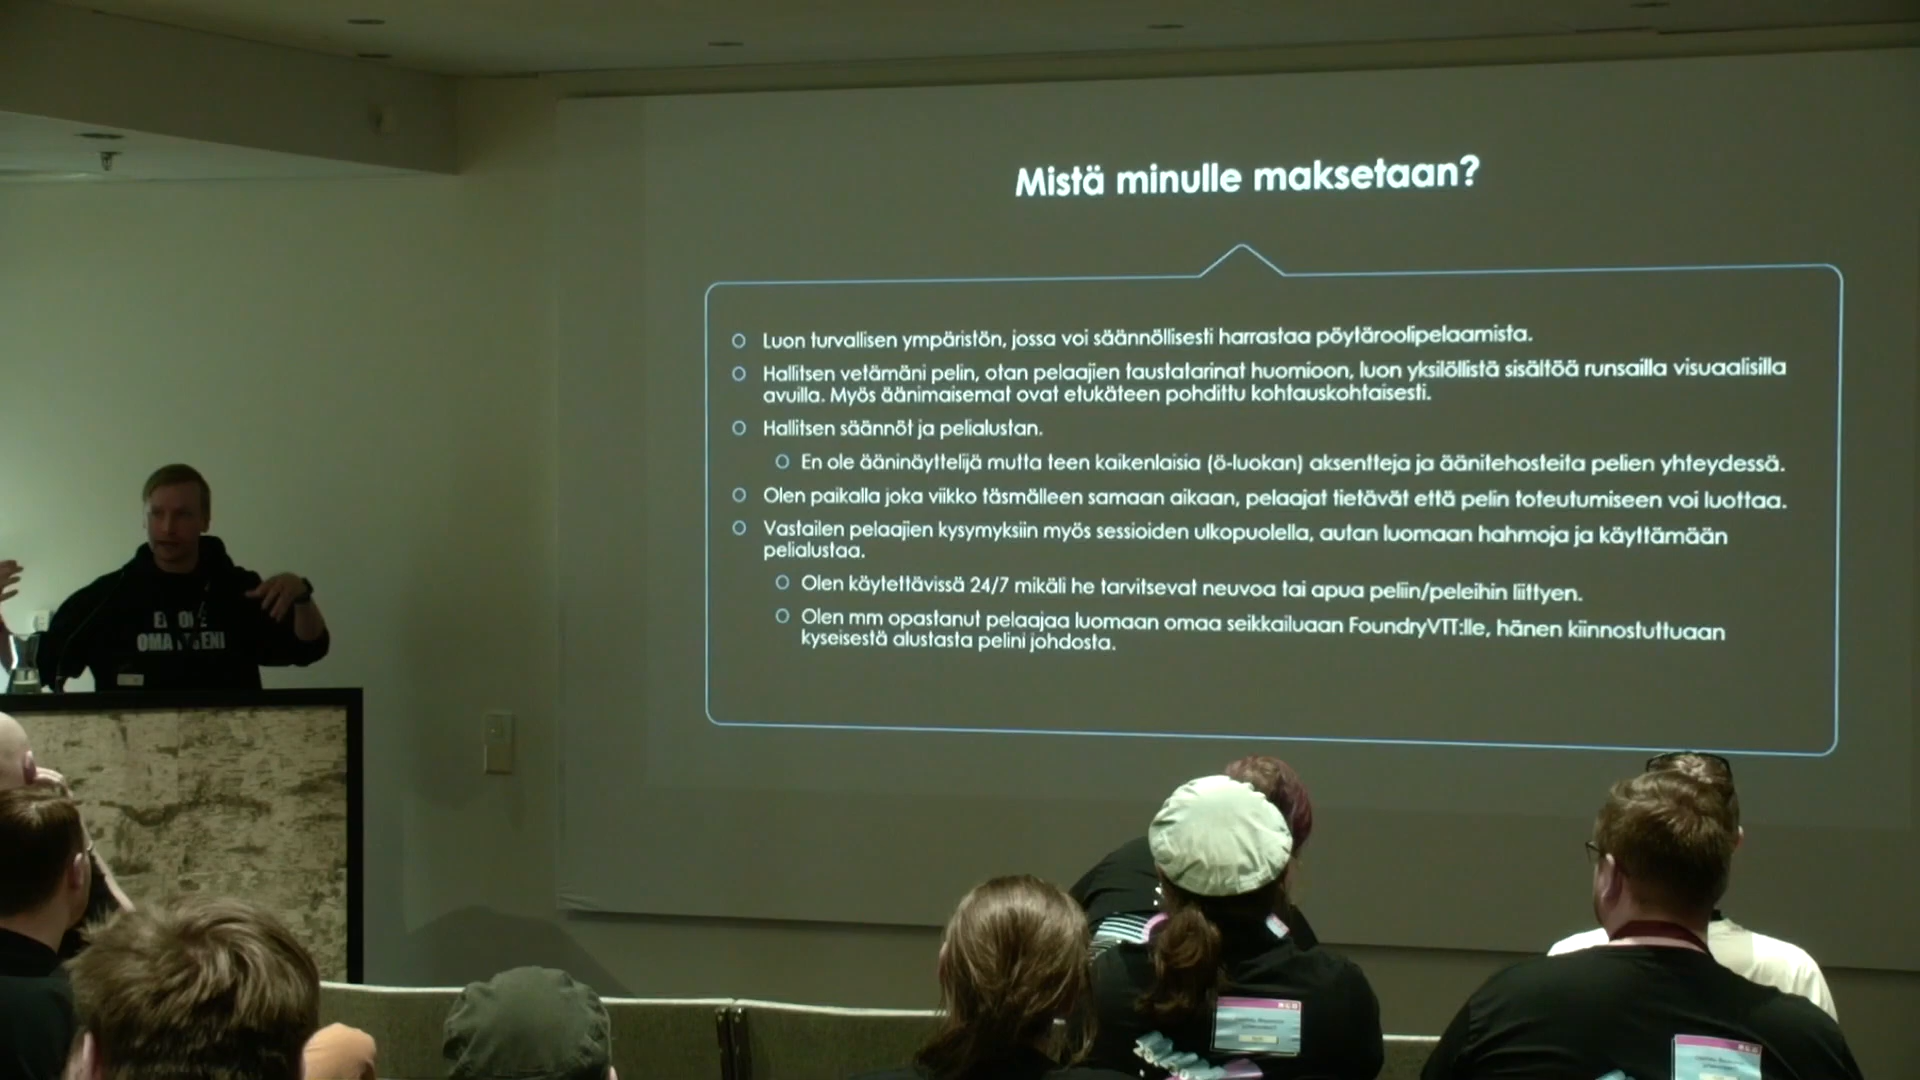 Mistä minulle maksetaan?
Luon turvallisen ympäristön, jossa voi säännöllisesti harrastaa pöytäroolipelaamista.
Hallitsen vetämäni pelin, otan pelaajien taustatarinat huomioon, luon yksilöllistä sisältöä runsailla visuaalisilla
avuilla. Myös äänimaisemat ovat etukäteen pohdittu kohtauskohtaisesti.
Hallitsen säännöt ja pelialustan.
En ole ääninäyttelijä mutta teen kaikenlaisia (ö-luokan) aksentteja ja äänitehosteita pelien yhteydessä.
Olen paikalla joka viikko täsmälleen samaan aikaan, pelaajat tietävät että pelin toteutumiseen voi luottaa.
Vastailen pelaajien kysymyksiin myös sessioiden ulkopuolella, autan luomaan hahmoja ja käyttämään
pelialustaa.
Olen käytettävissä 24/7 mikäli he tarvitsevat neuvoa tai apua peliin/peleihin liittyen.
Olen mm opastanut pelaajaa luomaan omaa seikkailuaan FoundryVTT:lle, hänen kiinnostuttuaan
kyseisestä alustasta pelini johdosta.